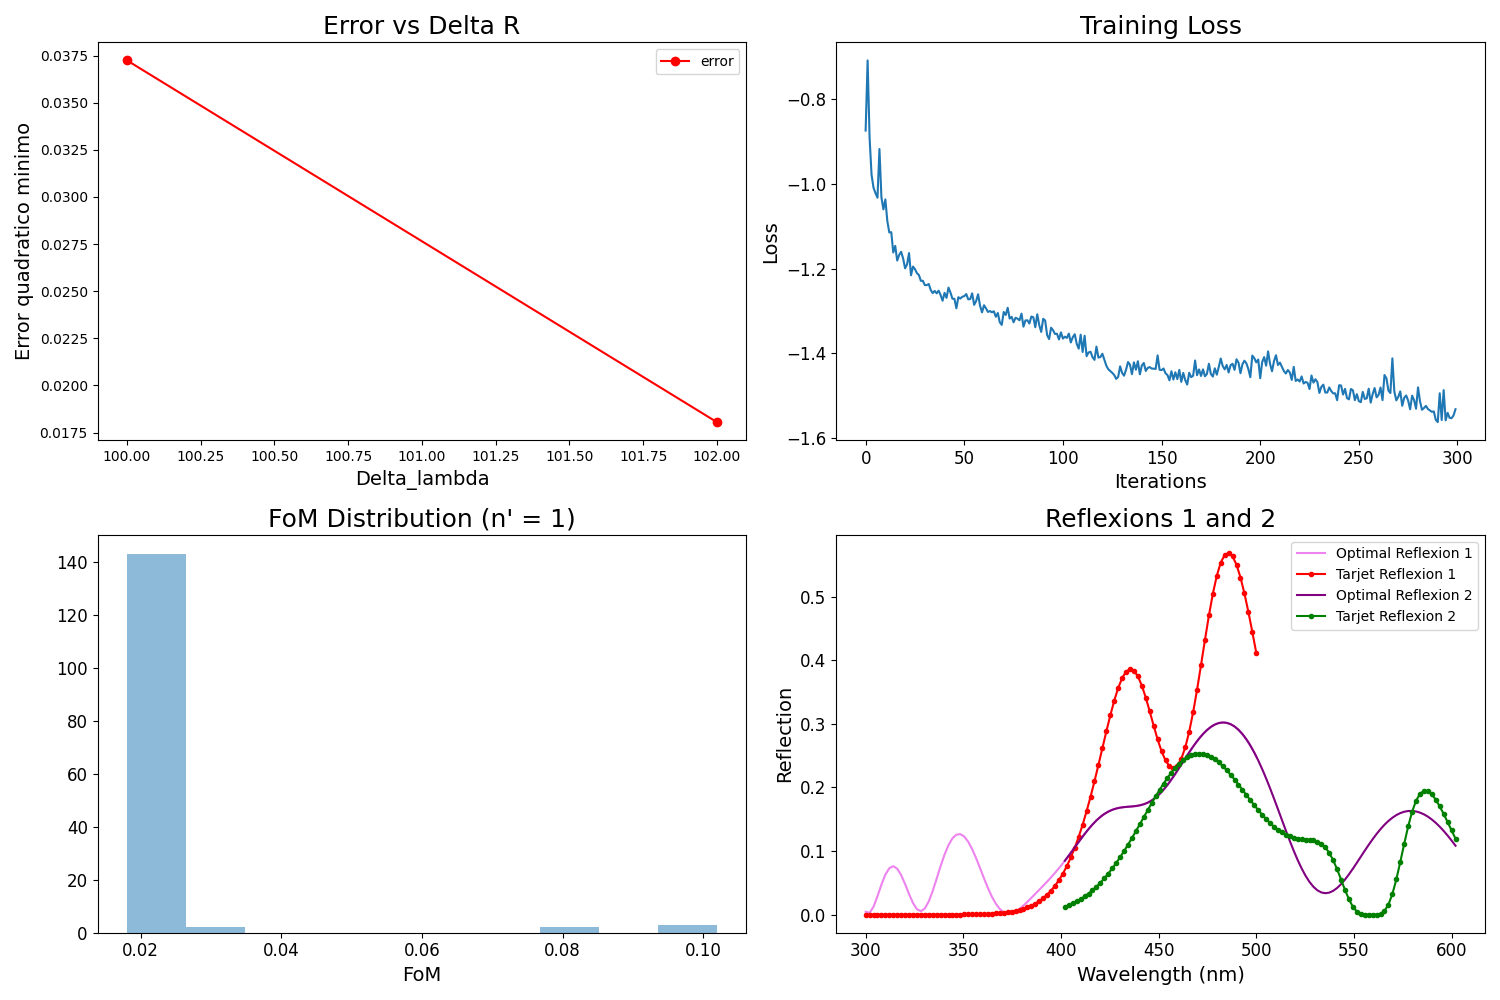 Error vs Delta R
error
Error quadratico minimo
0.0375
0.0350
0.0325
0.0300
0.0275
0.0250
0.0225
0.0200
0.0175
100.00 100.25 100.50 100.75 101.00 101.25 101.50 101.75 102.00
Delta_lambda
Training Loss
Loss
−0.8
−1.0
−1.2
−1.4
−1.6
0 50 100 150 200 250 300
Iterations
FoM Distribution (n' = 1)
140
120
100
80
60
40
20
0
0.02 0.04 0.06 0.08 0.10
FoM
Reflexions 1 and 2
Optimal Reflexion 1
Tarjet Reflexion 1
Optimal Reflexion 2
Tarjet Reflexion 2
Reflection
0.5
0.4
0.3
0.2
0.1
0.0
300 350 400 450 500 550 600
Wavelength (nm)